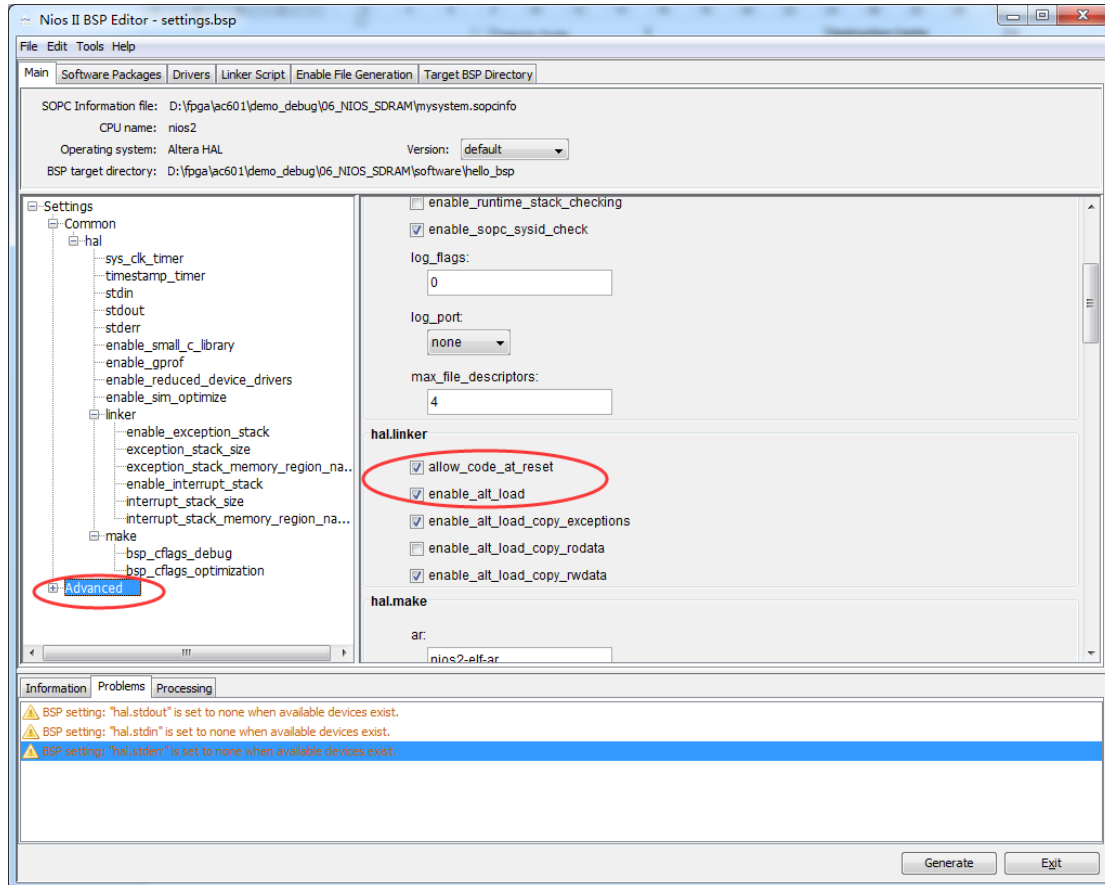 Nios II BSP Editor - settings.bsp
File Edit Tools Help
Main Software Packages Drivers Linker Script Enable File Generation Target BSP Directory
SOPC Information file: D:\fpga\ac601\demo_debug\06_NIOS_SDRAM\mysystem.sopcinfo
CPU name: nios2
Operating system: Altera HAL Version: default
BSP target directory: D:\fpga\ac601\demo_debug\06_NIOS_SDRAM\software\hello_bsp
Settings
Common
hal
sys_clk_timer
timestamp_timer
stdin
stdout
stderr
enable_small_c_library
enable_gprof
enable_reduced_device_drivers
enable_sim_optimize
linker
enable_exception_stack
exception_stack_size
exception_stack_memory_region_na...
enable_interrupt_stack
interrupt_stack_size
interrupt_stack_memory_region_na...
make
bsp_cflags_debug
bsp_cflags_optimization
Advanced
enable_runtime_stack_checking
enable_sopc_sysid_check
log_flags:
0
log_port:
none
max_file_descriptors:
4
hal.linker
allow_code_at_reset
enable_alt_load
enable_alt_load_copy_exceptions
enable_alt_load_copy_rodata
enable_alt_load_copy_rwdata
hal.make
ar:
nios2-elf-ar
Information Problems Processing
BSP setting: "hal.stdout" is set to none when available devices exist.
BSP setting: "hal.stdin" is set to none when available devices exist.
BSP setting: "hal.stderr" is set to none when available devices exist.
Generate Exit